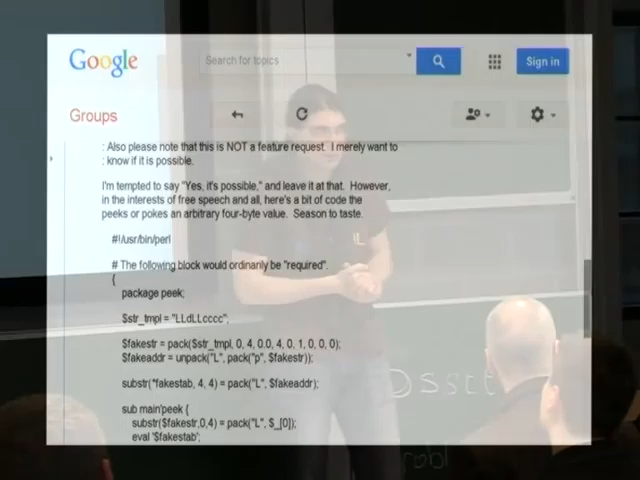 Google
Search for topics
Sign in
Groups
: Also please note that this is NOT a feature request. I merely want to
: know if it is possible.
I'm tempted to say "Yes, it's possible," and leave it at that. However,
in the interests of free speech and all, here's a bit of code the
peeks or pokes an arbitrary four-byte value. Season to taste.
#!/usr/bin/perl
# The following block would ordinarily be "required".
{
package peek;
$str_tmpl = "LLdLLcccc";
$fakestr = pack($str_tmpl, 0, 4, 0.0, 4, 0, 1, 0, 0, 0);
$fakeaddr = unpack("L", pack("p", $fakestr));
substr(*fakestab, 4, 4) = pack("L", $fakeaddr);
sub main'peek {
substr($fakestr,0,4) = pack("L", $_[0]);
eval '$fakestab';